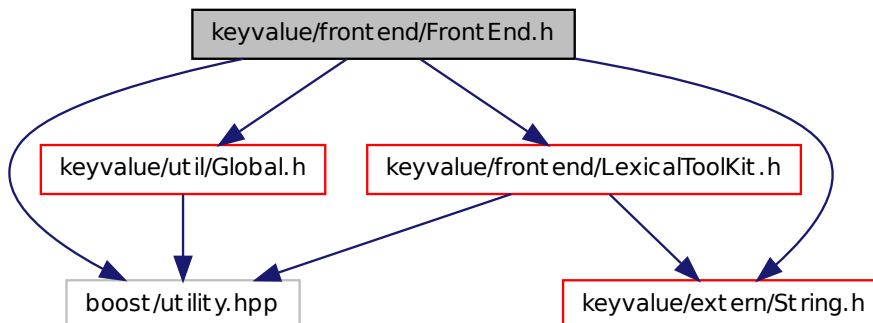 keyvalue/frontend/FrontEnd.h
keyvalue/util/Global.h
keyvalue/frontend/LexicalToolKit.h
boost/utility.hpp
keyvalue/extern/String.h